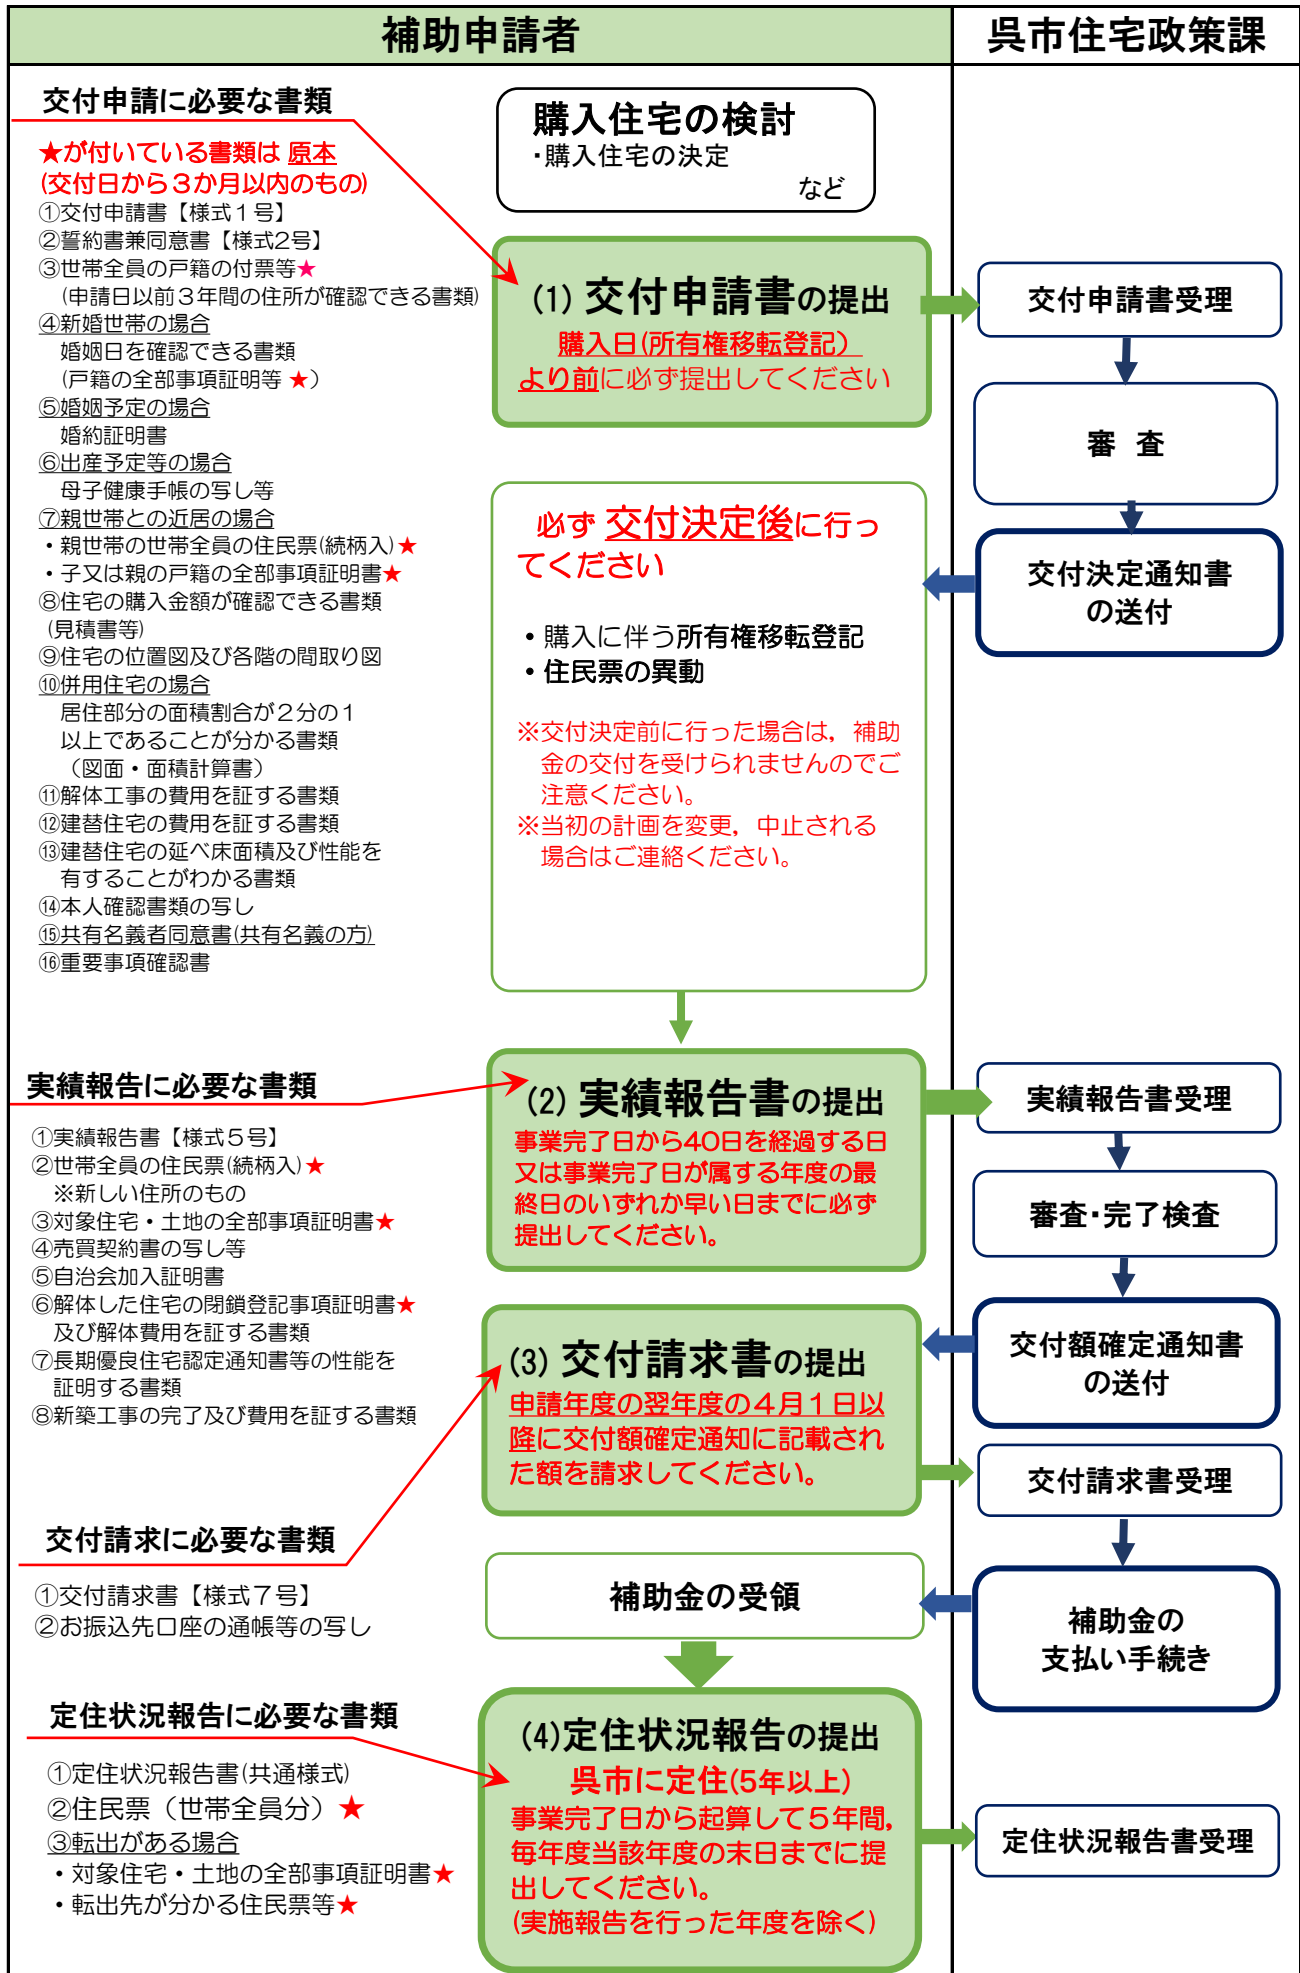 補助申請者
呉市住宅政策課
交付申請に必要な書類
★が付いている書類は 原本
(交付日から３か月以内のもの)
①交付申請書【様式１号】
②誓約書兼同意書【様式2号】
③世帯全員の戸籍の付票等★
(申請日以前３年間の住所が確認できる書類)
④新婚世帯の場合
婚姻日を確認できる書類
(戸籍の全部事項証明等 ★）
⑤婚姻予定の場合
婚約証明書
⑥出産予定等の場合
母子健康手帳の写し等
⑦親世帯との近居の場合
・親世帯の世帯全員の住民票(続柄入)★
・子又は親の戸籍の全部事項証明書★
⑧住宅の購入金額が確認できる書類
(見積書等)
⑨住宅の位置図及び各階の間取り図
⑩併用住宅の場合
居住部分の面積割合が２分の１
以上であることが分かる書類
（図面・面積計算書）
⑪解体工事の費用を証する書類
⑫建替住宅の費用を証する書類
⑬建替住宅の延べ床面積及び性能を
有することがわかる書類
⑭本人確認書類の写し
⑮共有名義者同意書(共有名義の方)
⑯重要事項確認書
購入住宅の検討
・購入住宅の決定
など
(1) 交付申請書の提出
購入日(所有権移転登記）
より前に必ず提出してください
交付申請書受理
審 査
交付決定通知書
の送付
必ず 交付決定後に行っ
てください
・購入に伴う所有権移転登記
・住民票の異動
※交付決定前に行った場合は，補助
金の交付を受けられませんのでご
注意ください。
※当初の計画を変更，中止される
場合はご連絡ください。
実績報告に必要な書類
①実績報告書【様式５号】
②世帯全員の住民票(続柄入)★
※新しい住所のもの
③対象住宅・土地の全部事項証明書★
④売買契約書の写し等
⑤自治会加入証明書
⑥解体した住宅の閉鎖登記事項証明書★
及び解体費用を証する書類
⑦長期優良住宅認定通知書等の性能を
証明する書類
⑧新築工事の完了及び費用を証する書類
(2) 実績報告書の提出
事業完了日から40日を経過する日
又は事業完了日が属する年度の最
終日のいずれか早い日までに必ず
提出してください。
実績報告書受理
審査・完了検査
交付額確定通知書
の送付
(3) 交付請求書の提出
申請年度の翌年度の４月１日以
降に交付額確定通知に記載され
た額を請求してください。
交付請求書受理
交付請求に必要な書類
①交付請求書【様式７号】
②お振込先口座の通帳等の写し
補助金の受領
補助金の
支払い手続き
定住状況報告に必要な書類
①定住状況報告書(共通様式)
②住民票（世帯全員分）★
③転出がある場合
・対象住宅・土地の全部事項証明書★
・転出先が分かる住民票等★
(4)定住状況報告の提出
呉市に定住(5年以上)
事業完了日から起算して５年間，
毎年度当該年度の末日までに提
出してください。
(実施報告を行った年度を除く)
定住状況報告書受理